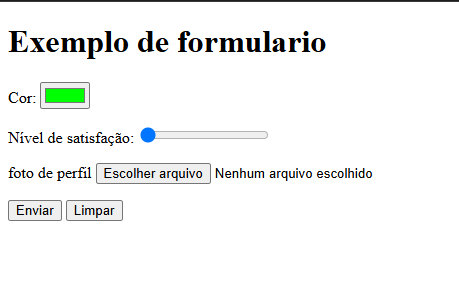 Exemplo de formulario
Cor:
Nível de satisfação:
foto de perfil Escolher arquivo Nenhum arquivo escolhido
Enviar Limpar